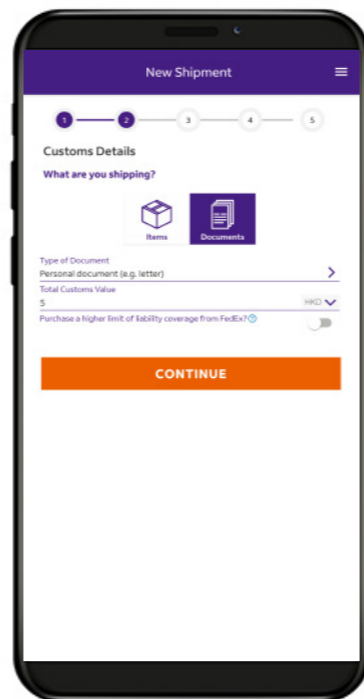 New Shipment
1 2 3 4 5
Customs Details
What are you shipping?
Items Documents
Type of Document
Personal document (e.g. letter)
Total Customs Value
5 HKD
Purchase a higher limit of liability coverage from FedEx?
CONTINUE